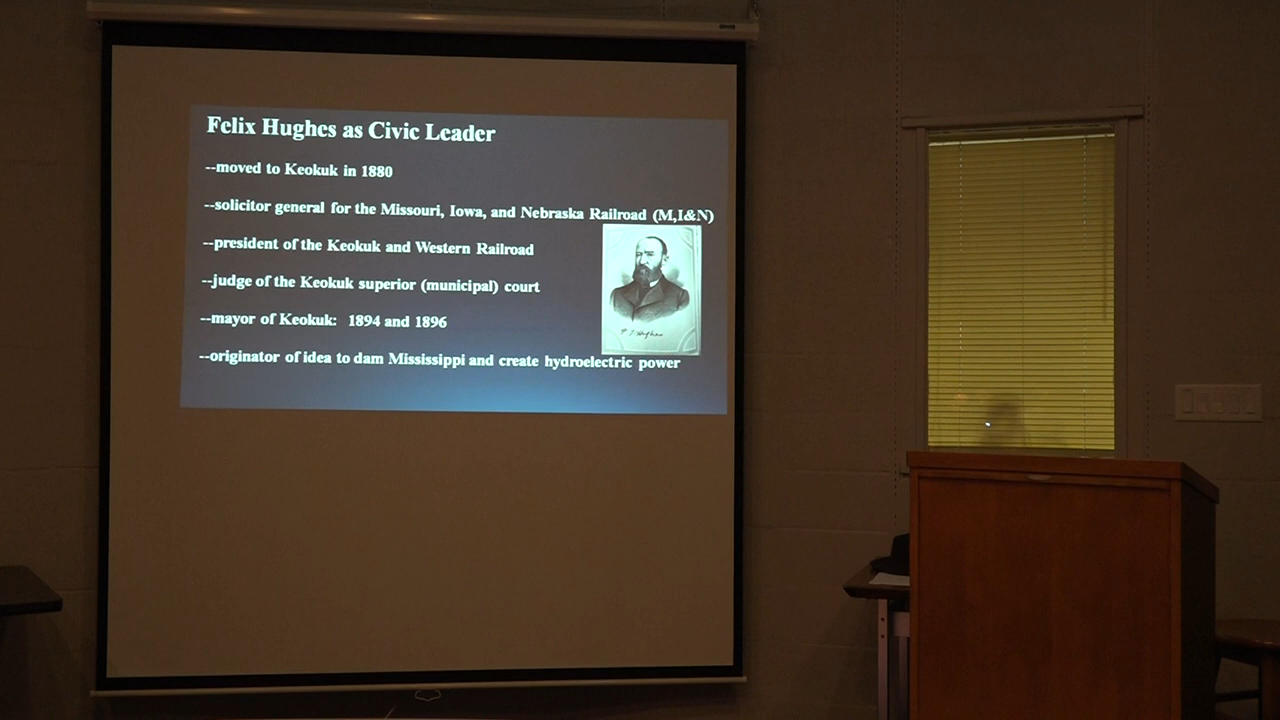 Felix Hughes as Civic Leader
--moved to Keokuk in 1880
--solicitor general for the Missouri, Iowa, and Nebraska Railroad (M,I&N)
--president of the Keokuk and Western Railroad
--judge of the Keokuk superior (municipal) court
--mayor of Keokuk: 1894 and 1896
--originator of idea to dam Mississippi and create hydroelectric power